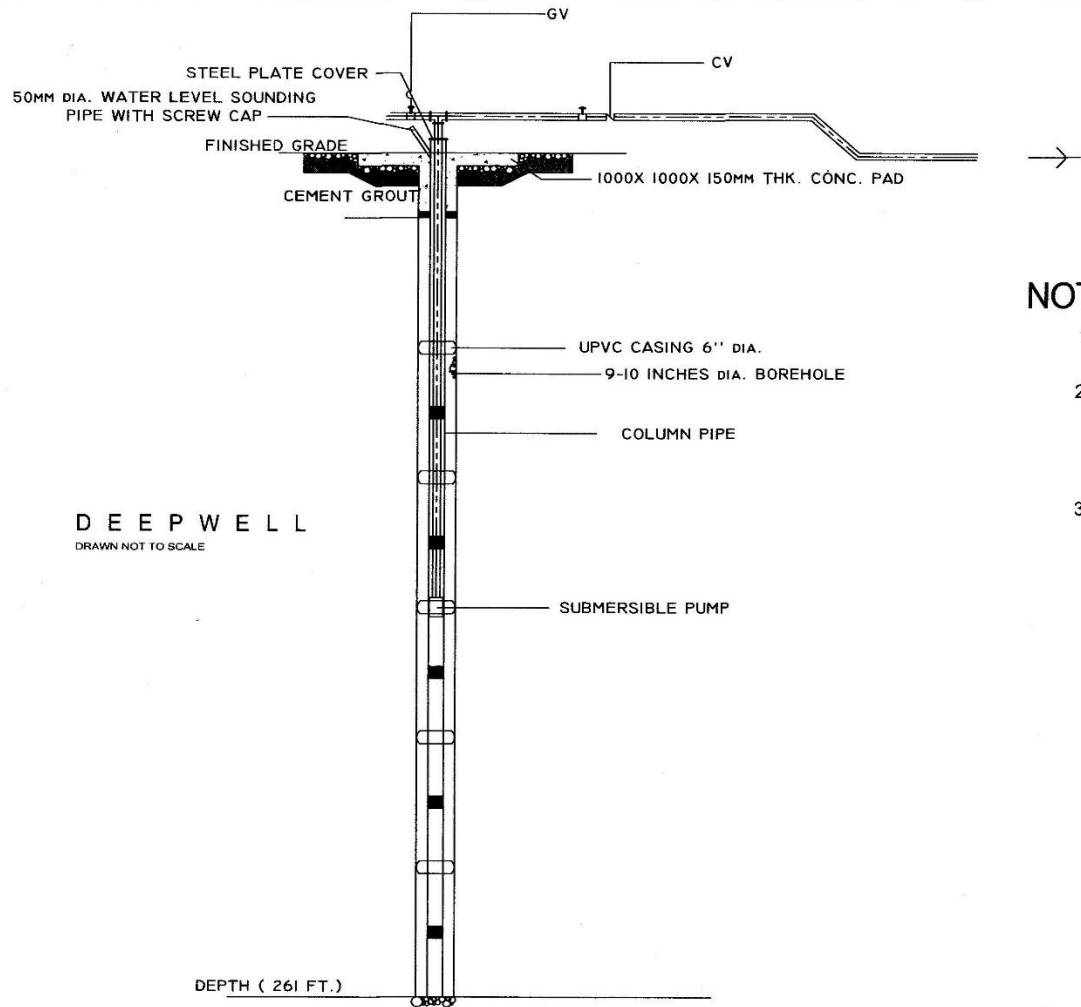 GV
CV
STEEL PLATE COVER
50MM DIA. WATER LEVEL SOUNDING
PIPE WITH SCREW CAP
FINISHED GRADE
1000X 1000X 150MM THK. CONC. PAD
CEMENT GROUT
NOT
UPVC CASING 6'' DIA.
9-10 INCHES DIA. BOREHOLE
2
COLUMN PIPE
3
D E E P W E L L
DRAWN NOT TO SCALE
SUBMERSIBLE PUMP
DEPTH ( 261 FT.)